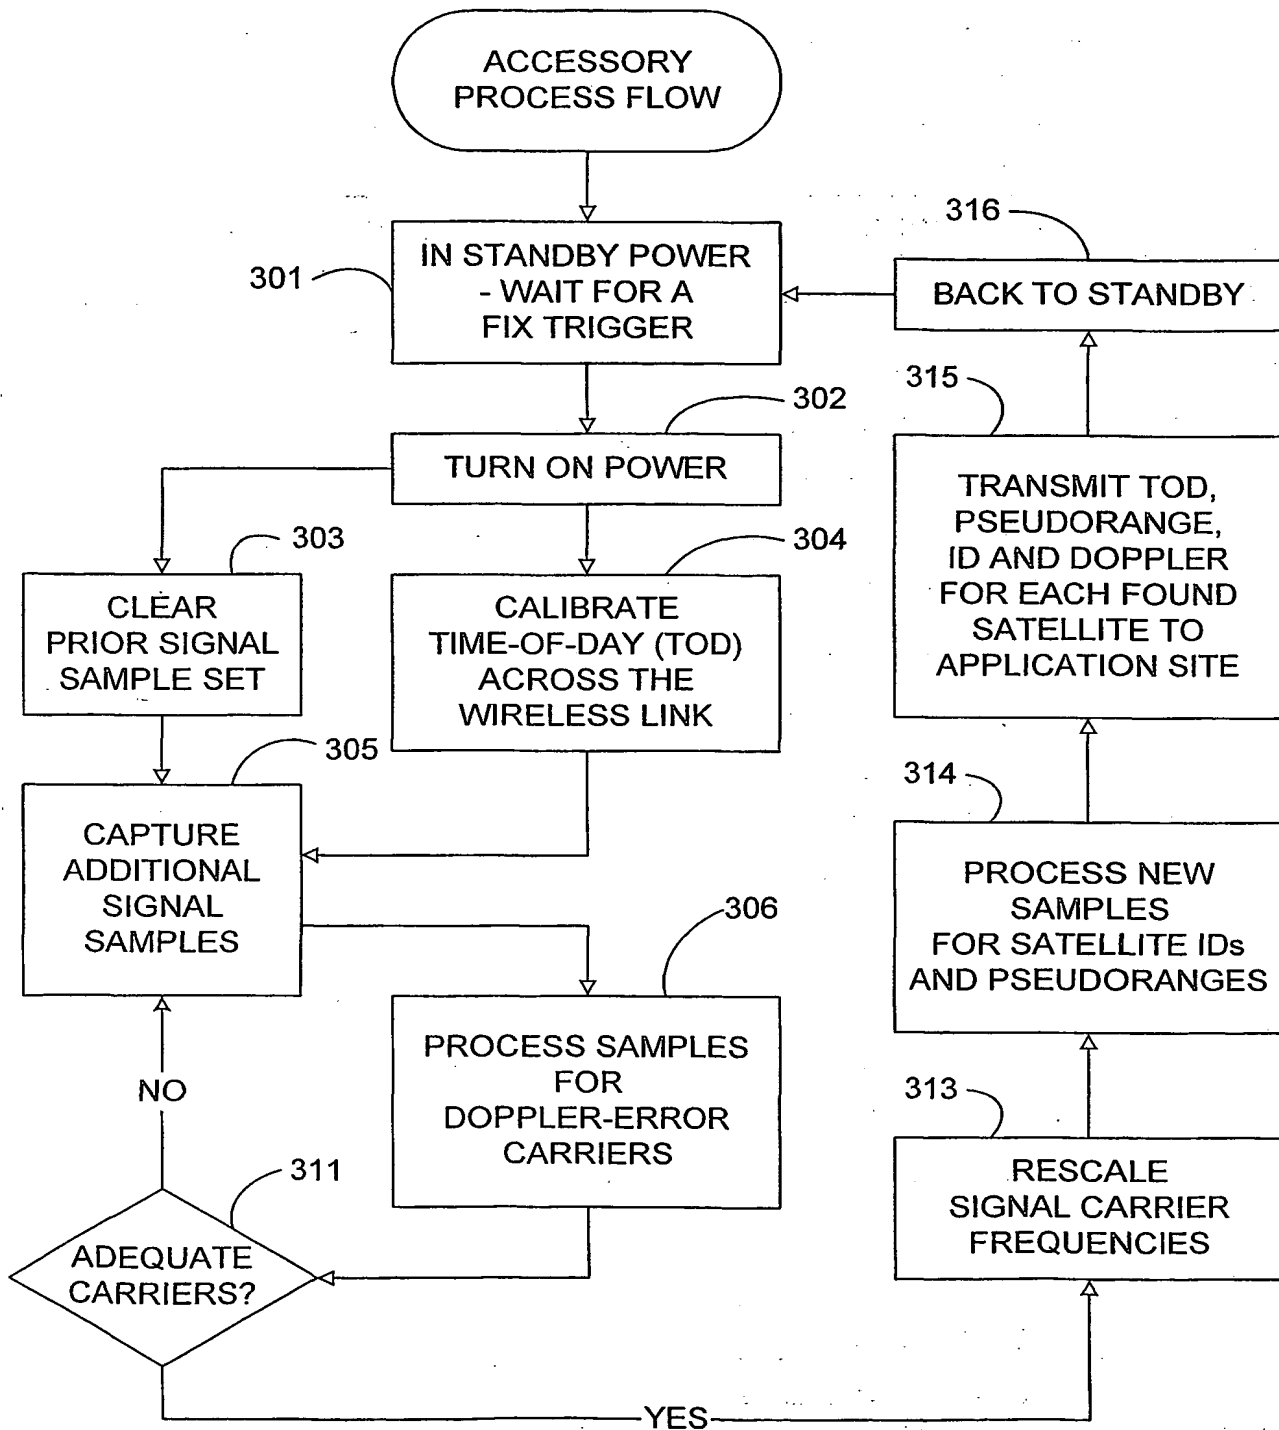 ACCESSORY
PROCESS FLOW
316
301
IN STANDBY POWER
- WAIT FOR A
FIX TRIGGER
BACK TO STANDBY
315
302
TURN ON POWER
TRANSMIT TOD,
PSEUDORANGE,
ID AND DOPPLER
FOR EACH FOUND
SATELLITE TO
APPLICATION SITE
303
304
CLEAR
PRIOR SIGNAL
SAMPLE SET
CALIBRATE
TIME-OF-DAY (TOD)
ACROSS THE
WIRELESS LINK
305
314
CAPTURE
ADDITIONAL
SIGNAL
SAMPLES
PROCESS NEW
SAMPLES
FOR SATELLITE IDs
AND PSEUDORANGES
306
PROCESS SAMPLES
FOR
DOPPLER-ERROR
CARRIERS
NO
313
311
RESCALE
SIGNAL CARRIER
FREQUENCIES
ADEQUATE
CARRIERS?
YES